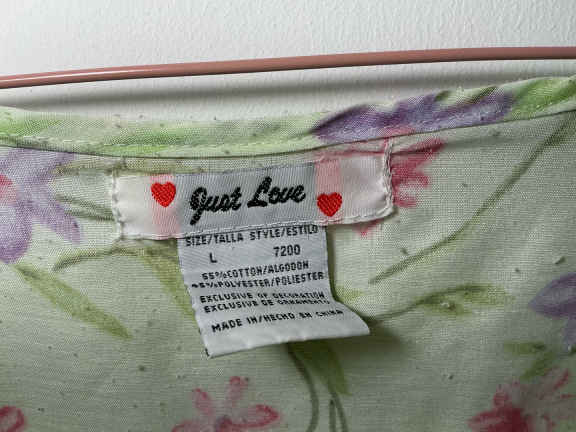 Just Love
SIZE/TALLA STYLE/ESTILO
L 7200
55%COTTON/ALGODON
45%POLYESTER/POLIESTER
EXCLUSIVE OF DECORATION
EXCLUSIVE DE ORNAMENTO
MADE IN/HECHO EN CHINA